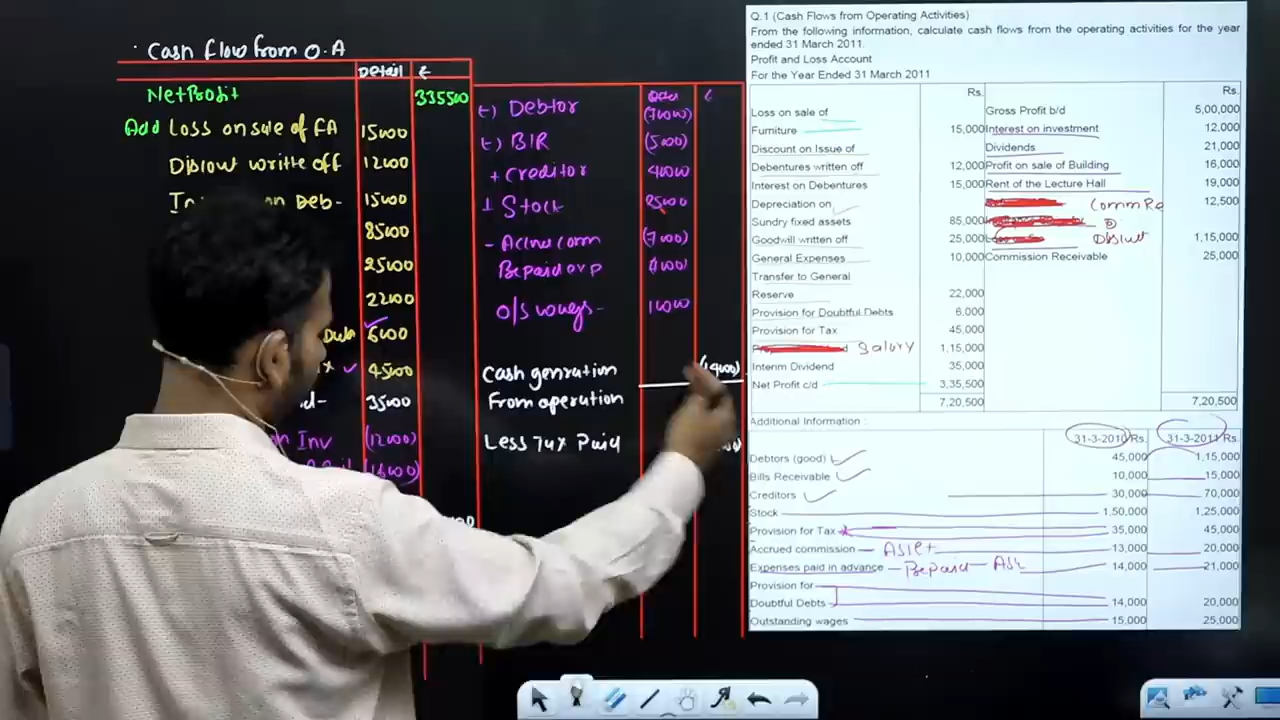 Cash flow from O.A
Detail ₹
Net Profit 335500
Add Loss on sale of FA 15000
Discout writte off 12000
Deb- 15000
85000
25000
22000
6000
45000
35000
Inv (12000)
Debtor (70000)
(-) BIR (5000)
+ Creditor 40000
+ Stock 25000
- Accrue comm (7000)
O/s wages- 10000
Cash genration
From operation
Less Tax Paid
Q.1 (Cash Flows from Operating Activities)
From the following information, calculate cash flows from the operating activities for the year
ended 31 March 2011.
Profit and Loss Account
For the Year Ended 31 March 2011
Rs. Rs.
Loss on sale of Gross Profit b/d 5,00,000
Furniture 15,000 Interest on investment 12,000
Discount on Issue of Dividends 21,000
Debentures written off 12,000 Profit on sale of Building 16,000
Interest on Debentures 15,000 Rent of the Lecture Hall 19,000
Depreciation on Comm Re 12,500
Sundry fixed assets 85,000
Goodwill written off 25,000 1,15,000
General Expenses 10,000 Commission Receivable 25,000
Transfer to General
Reserve 22,000
Provision for Doubtful Debts 6,000
Provision for Tax 45,000
Salary 1,15,000
Interim Dividend 35,000
Net Profit c/d 3,35,500
7,20,500 7,20,500
Additional Information :
31-3-2010 Rs. 31-3-2011 Rs.
Debtors (good) 45,000 1,15,000
Bills Receivable 10,000 15,000
Creditors 30,000 70,000
Stock 1,50,000 1,25,000
Provision for Tax 35,000 45,000
Accrued commission - Asset 13,000 20,000
Expenses paid in advance 14,000 21,000
Provision for
Doubtful Debts 14,000 20,000
Outstanding wages 15,000 25,000